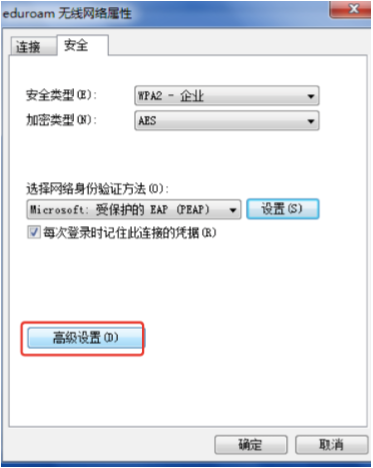 eduroam 无线网络属性
连接 安全
安全类型(E): WPA2 - 企业
加密类型(N): AES
选择网络身份验证方法(O):
Microsoft: 受保护的 EAP (PEAP) 设置(S)
每次登录时记住此连接的凭据(R)
高级设置(D)
确定 取消